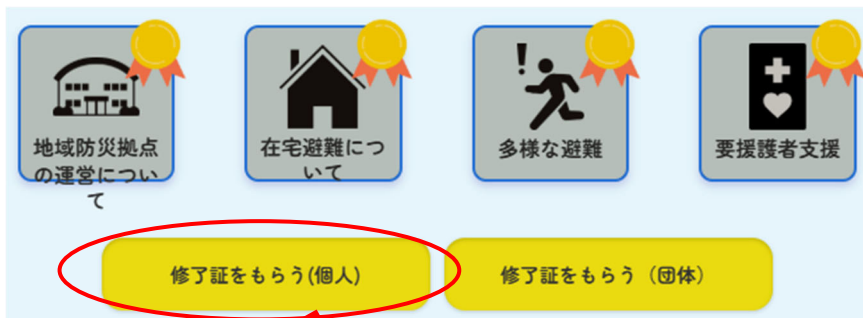 地域防災拠点
の運営につい
て
在宅避難につ
いて
多様な避難
要援護者支援
修了証をもらう(個人)
修了証をもらう（団体）